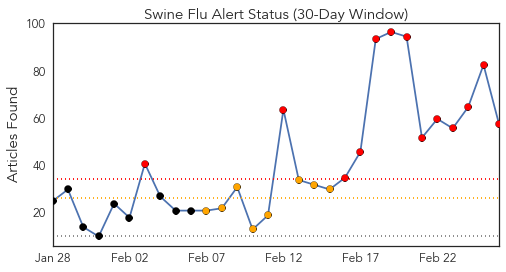 Swine Flu Alert Status (30-Day Window)
Articles Found
100
80
60
40
20
Jan 28
Feb 02
Feb 07
Feb 12
Feb 17
Feb 22